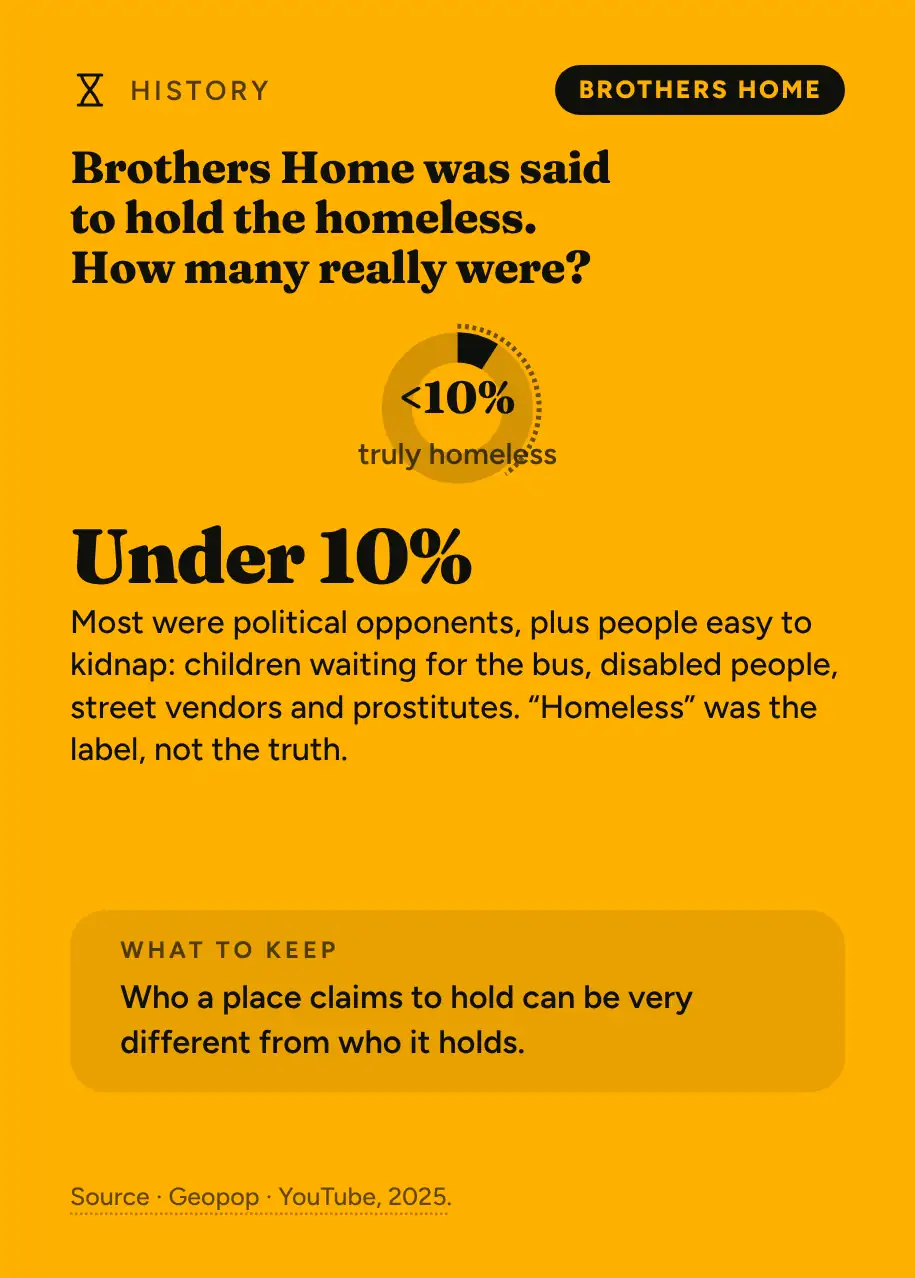 HISTORY
BROTHERS HOME
Brothers Home was said
to hold the homeless.
How many really were?
<10%
truly homeless
Under 10%
Most were political opponents, plus people easy to
kidnap: children waiting for the bus, disabled people,
street vendors and prostitutes. “Homeless” was the
label, not the truth.
WHAT TO KEEP
Who a place claims to hold can be very
different from who it holds.
Source · Geopop · YouTube, 2025.